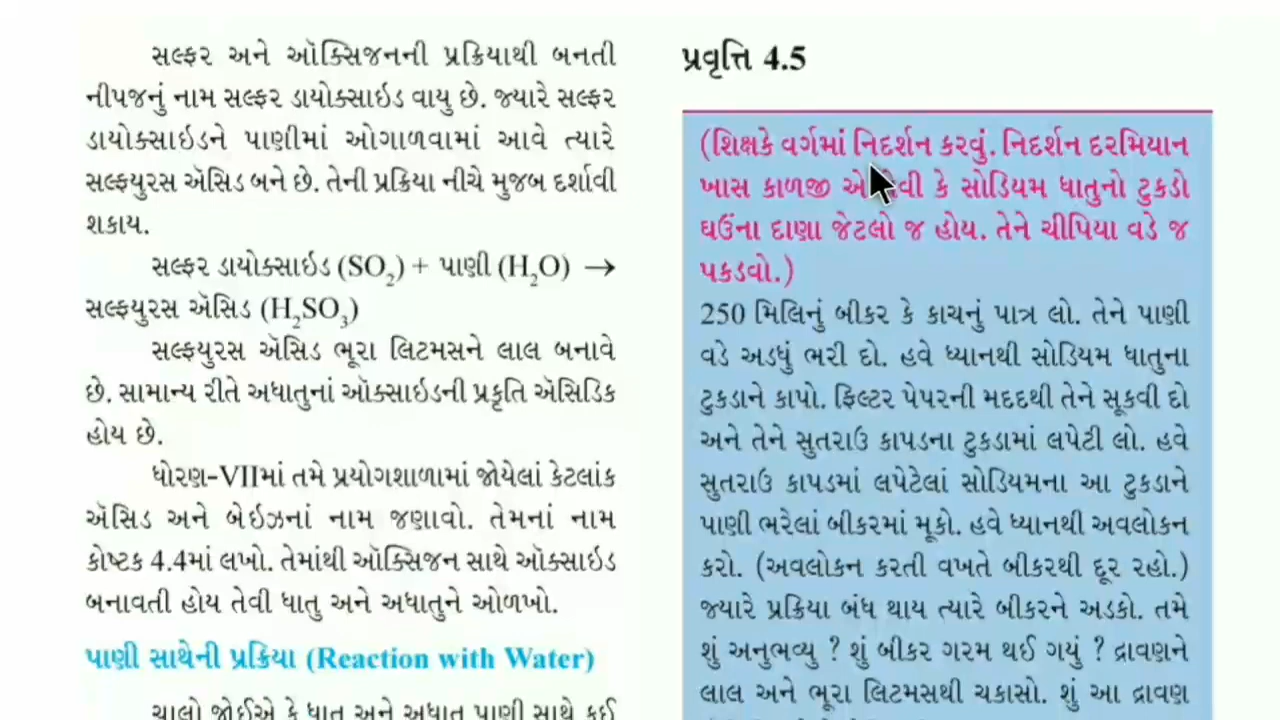 સલ્ફર અને ઑક્સિજનની પ્રક્રિયાથી બનતી
નીપજનું નામ સલ્ફર ડાયોક્સાઇડ વાયુ છે. જ્યારે સલ્ફર
ડાયોક્સાઇડને પાણીમાં ઓગાળવામાં આવે ત્યારે
સલ્ફ્યુરસ ઍસિડ બને છે. તેની પ્રક્રિયા નીચે મુજબ દર્શાવી
શકાય.
સલ્ફર ડાયોક્સાઇડ (SO₂) + પાણી (H₂O) →
સલ્ફ્યુરસ ઍસિડ (H₂SO₃)
સલ્ફ્યુરસ ઍસિડ ભૂરા લિટમસને લાલ બનાવે
છે. સામાન્ય રીતે અધાતુનાં ઑક્સાઇડની પ્રકૃતિ ઍસિડિક
હોય છે.
ધોરણ-VIIમાં તમે પ્રયોગશાળામાં જોયેલાં કેટલાંક
ઍસિડ અને બેઇઝનાં નામ જણાવો. તેમનાં નામ
કોષ્ટક 4.4માં લખો. તેમાંથી ઑક્સિજન સાથે ઑક્સાઇડ
બનાવતી હોય તેવી ધાતુ અને અધાતુને ઓળખો.
પાણી સાથેની પ્રક્રિયા (Reaction with Water)
ચાલો જોઈએ કે ધાતુ અને અધાતુ પાણી સાથે કઈ
પ્રવૃત્તિ 4.5
(શિક્ષકે વર્ગમાં નિદર્શન કરવું. નિદર્શન દરમિયાન
ખાસ કાળજી એ કે સોડિયમ ધાતુનો ટુકડો
ઘઉંના દાણા જેટલો જ હોય. તેને ચીપિયા વડે જ
પકડવો.)
250 મિલિનું બીકર કે કાચનું પાત્ર લો. તેને પાણી
વડે અડધું ભરી દો. હવે ધ્યાનથી સોડિયમ ધાતુના
ટુકડાને કાપો. ફિલ્ટર પેપરની મદદથી તેને સૂકવી દો
અને તેને સુતરાઉ કાપડના ટુકડામાં લપેટી લો. હવે
સુતરાઉ કાપડમાં લપેટેલાં સોડિયમના આ ટુકડાને
પાણી ભરેલાં બીકરમાં મૂકો. હવે ધ્યાનથી અવલોકન
કરો. (અવલોકન કરતી વખતે બીકરથી દૂર રહો.)
જ્યારે પ્રક્રિયા બંધ થાય ત્યારે બીકરને અડકો. તમે
શું અનુભવ્યુ ? શું બીકર ગરમ થઈ ગયું ? દ્રાવણને
લાલ અને ભૂરા લિટમસથી ચકાસો. શું આ દ્રાવણ